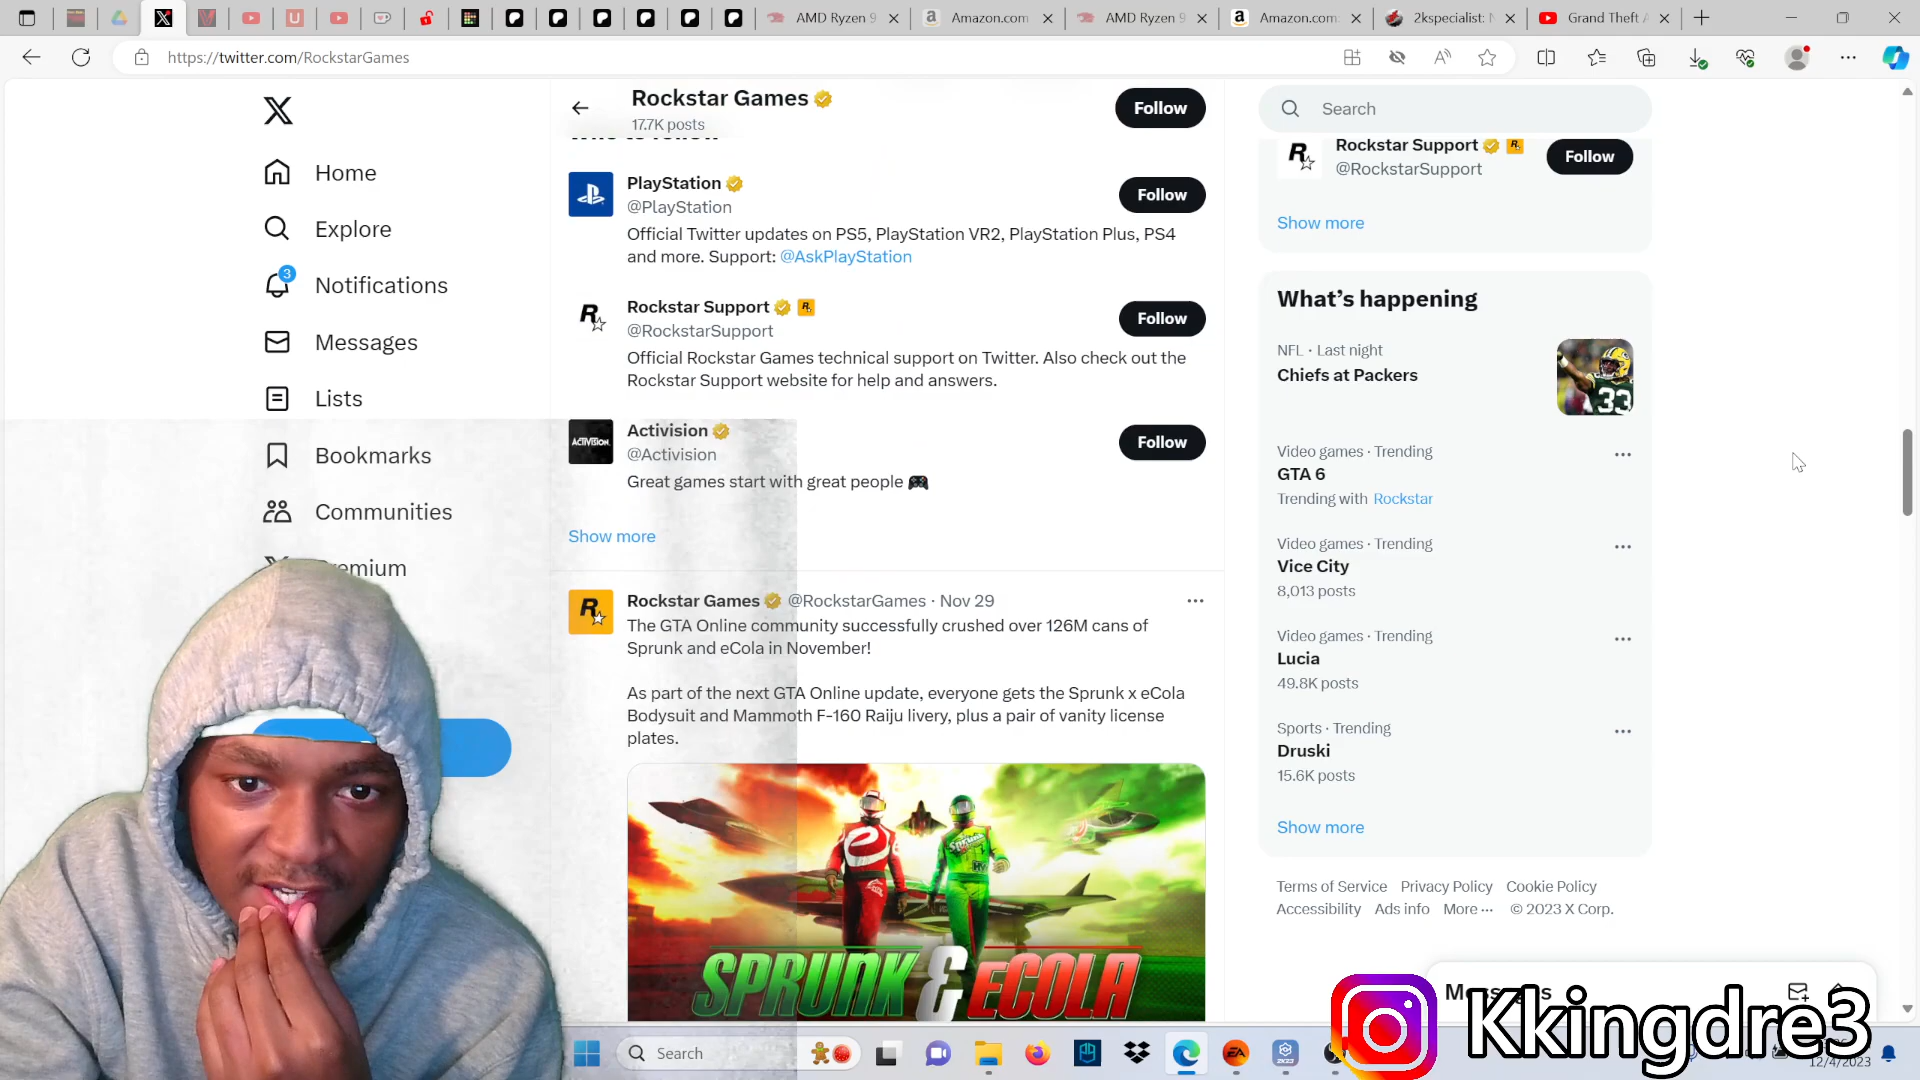 AMD Ryzen 9
Amazon.com
AMD Ryzen 9
Amazon.com:
2kspecialist:
Grand Theft A
https://twitter.com/RockstarGames
Rockstar Games
17.7K posts
Follow
Home
Explore
3
Notifications
Messages
Lists
Bookmarks
Communities
Who to follow
PlayStation
@PlayStation
Follow
Official Twitter updates on PS5, PlayStation VR2, PlayStation Plus, PS4
and more. Support: @AskPlayStation
Rockstar Support
@RockstarSupport
Follow
Official Rockstar Games technical support on Twitter. Also check out the
Rockstar Support website for help and answers.
ACTIVISION
Activision
@Activision
Follow
Great games start with great people
Show more
Rockstar Games @RockstarGames · Nov 29
The GTA Online community successfully crushed over 126M cans of
Sprunk and eCola in November!
As part of the next GTA Online update, everyone gets the Sprunk x eCola
Bodysuit and Mammoth F-160 Raiju livery, plus a pair of vanity license
plates.
SPRUNK & ECOLA
Search
Rockstar Support
@RockstarSupport
Follow
Show more
What's happening
NFL · Last night
Chiefs at Packers
Video games · Trending
GTA 6
Trending with Rockstar
Video games · Trending
Vice City
8,013 posts
Video games · Trending
Lucia
49.8K posts
Sports · Trending
Druski
15.6K posts
Show more
Terms of Service Privacy Policy Cookie Policy
Accessibility Ads info More ··· © 2023 X Corp.
Kkingdre3
Search
12/4/2023